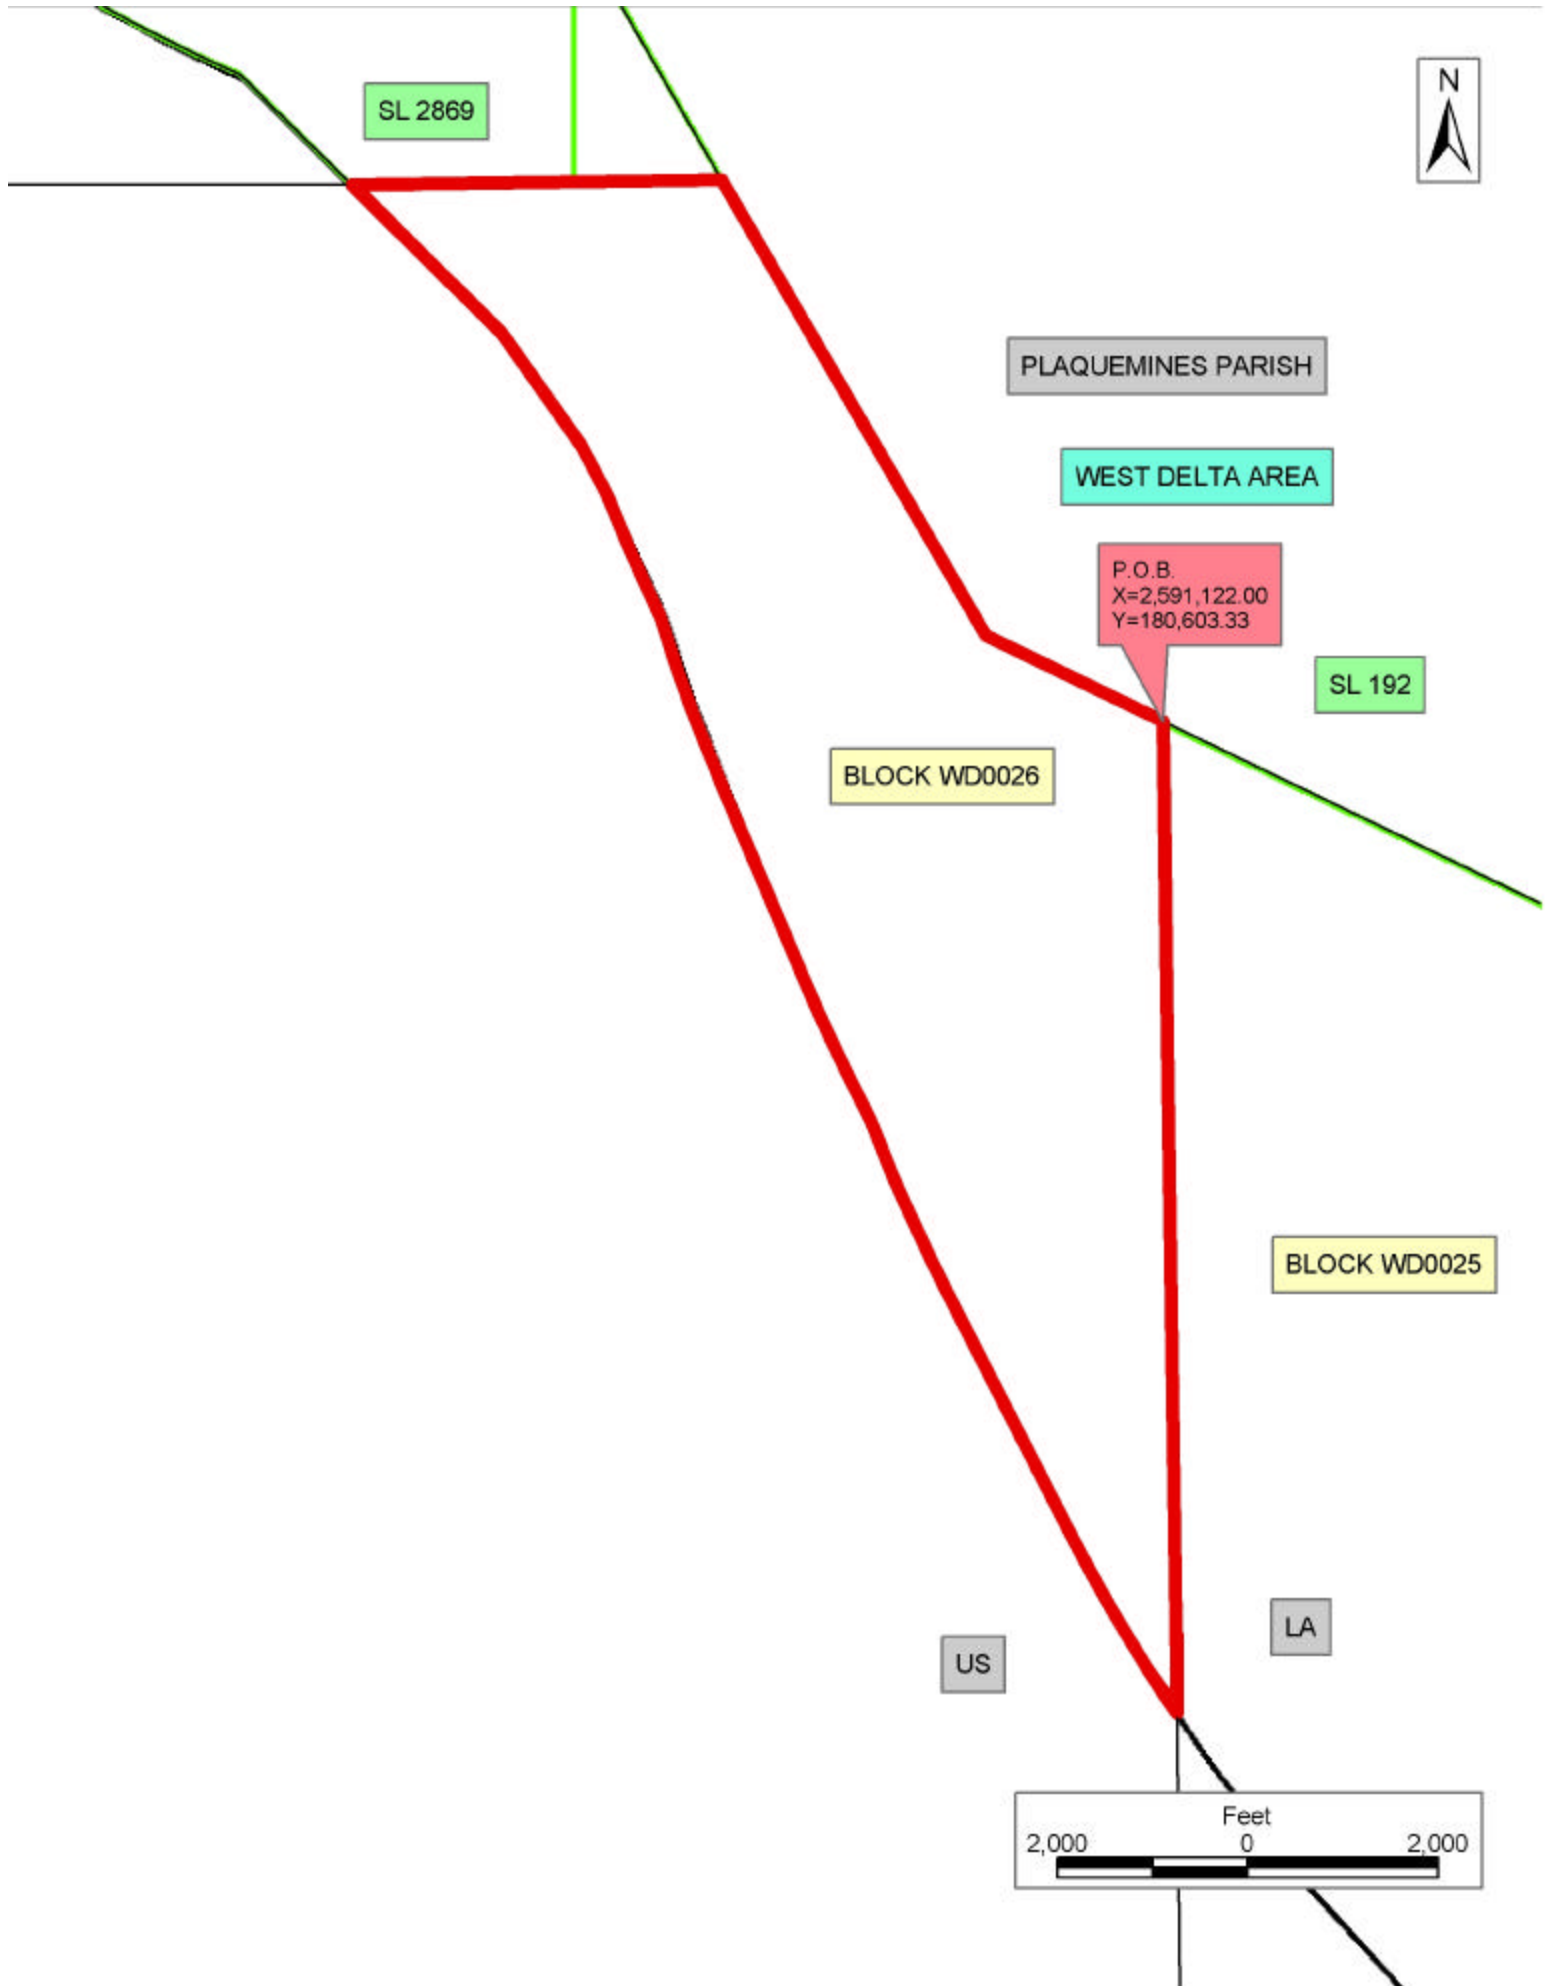 N
SL 2869
PLAQUEMINES PARISH
WEST DELTA AREA
P.O.B.
X=2,591,122.00
Y=180,603.33
SL 192
BLOCK WD0026
BLOCK WD0025
LA
US
Feet
2,000 0 2,000